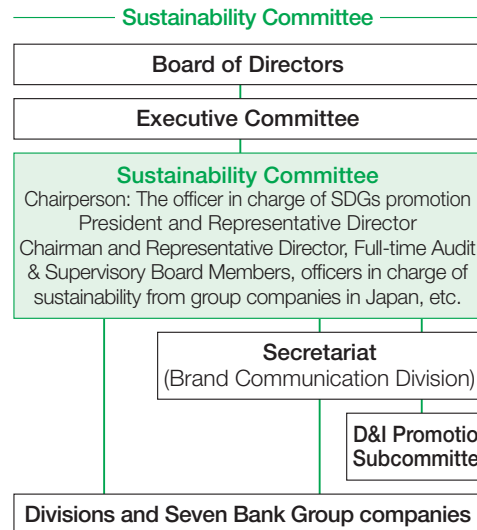 Sustainability Committee
Board of Directors
Executive Committee
Sustainability Committee
Chairperson: The officer in charge of SDGs promotion
President and Representative Director
Chairman and Representative Director, Full-time Audit
& Supervisory Board Members, officers in charge of
sustainability from group companies in Japan, etc.
Secretariat
(Brand Communication Division)
D&I Promotio
Subcommitte
Divisions and Seven Bank Group companies